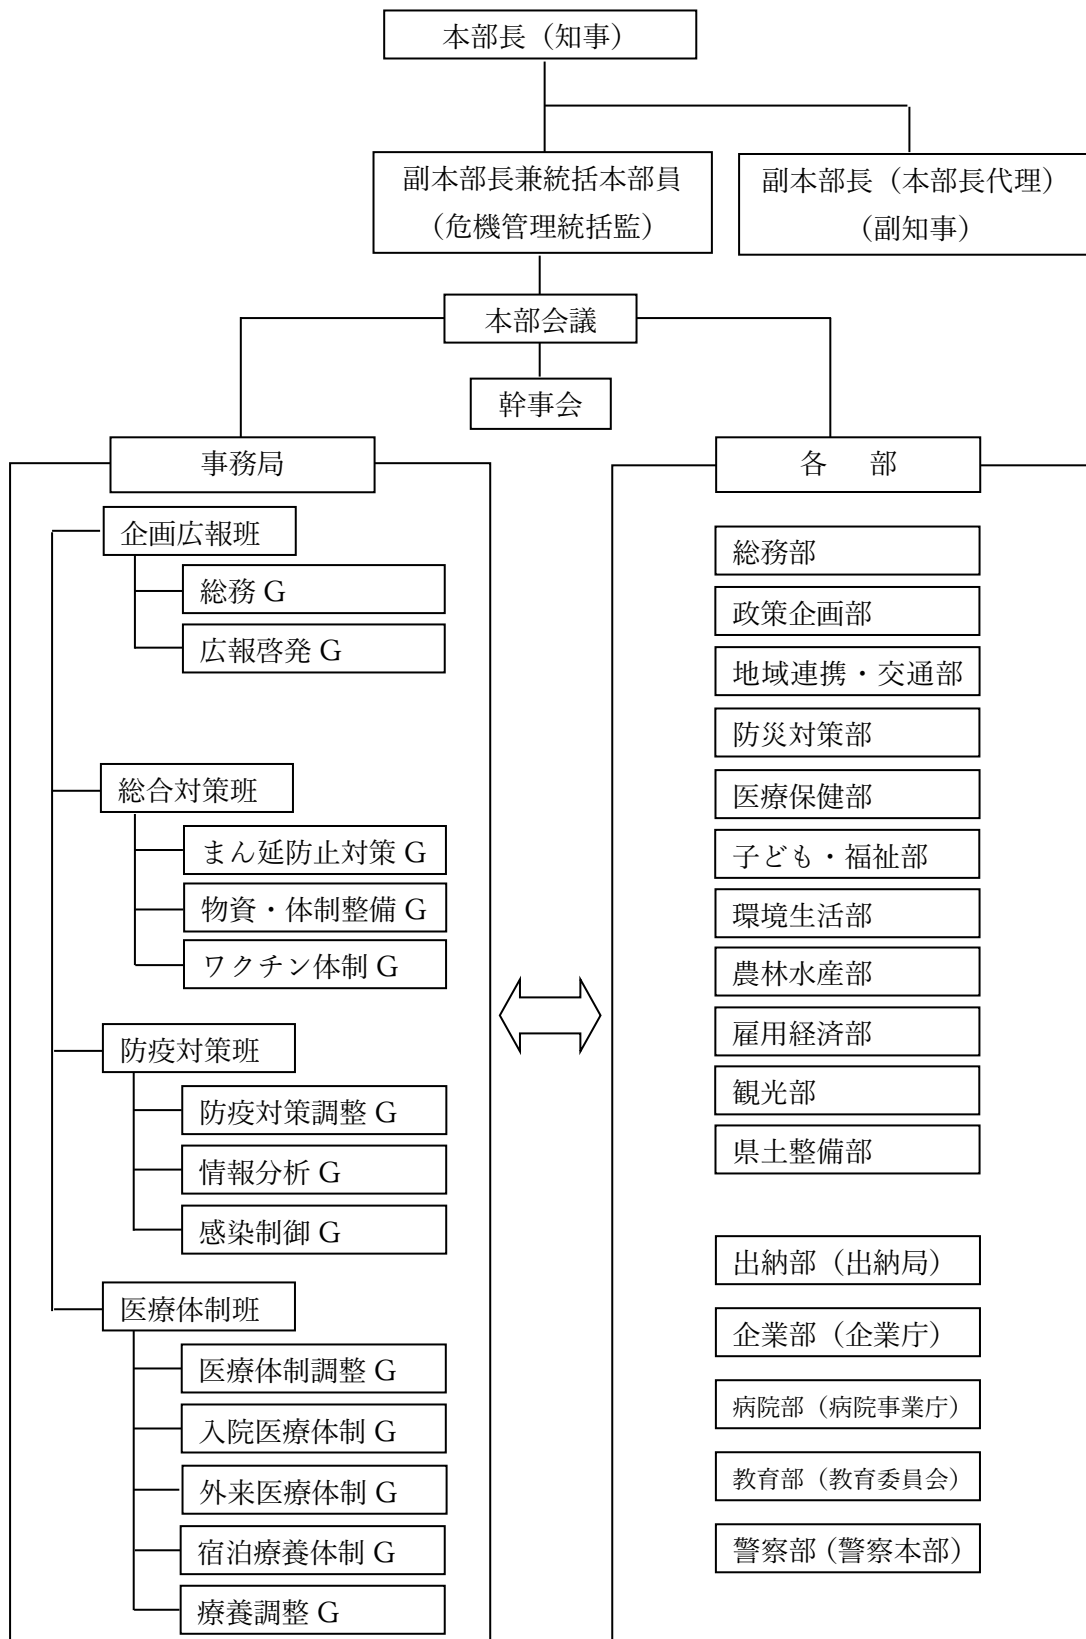 本部長（知事）
副本部長兼統括本部員
（危機管理統括監）
副本部長（本部長代理）
（副知事）
本部会議
幹事会
事務局
企画広報班
総務 G
広報啓発 G
総合対策班
まん延防止対策 G
物資・体制整備 G
ワクチン体制 G
防疫対策班
防疫対策調整 G
情報分析 G
感染制御 G
医療体制班
医療体制調整 G
入院医療体制 G
外来医療体制 G
宿泊療養体制 G
療養調整 G
各　部
総務部
政策企画部
地域連携・交通部
防災対策部
医療保健部
子ども・福祉部
環境生活部
農林水産部
雇用経済部
観光部
県土整備部
出納部（出納局）
企業部（企業庁）
病院部（病院事業庁）
教育部（教育委員会）
警察部（警察本部）